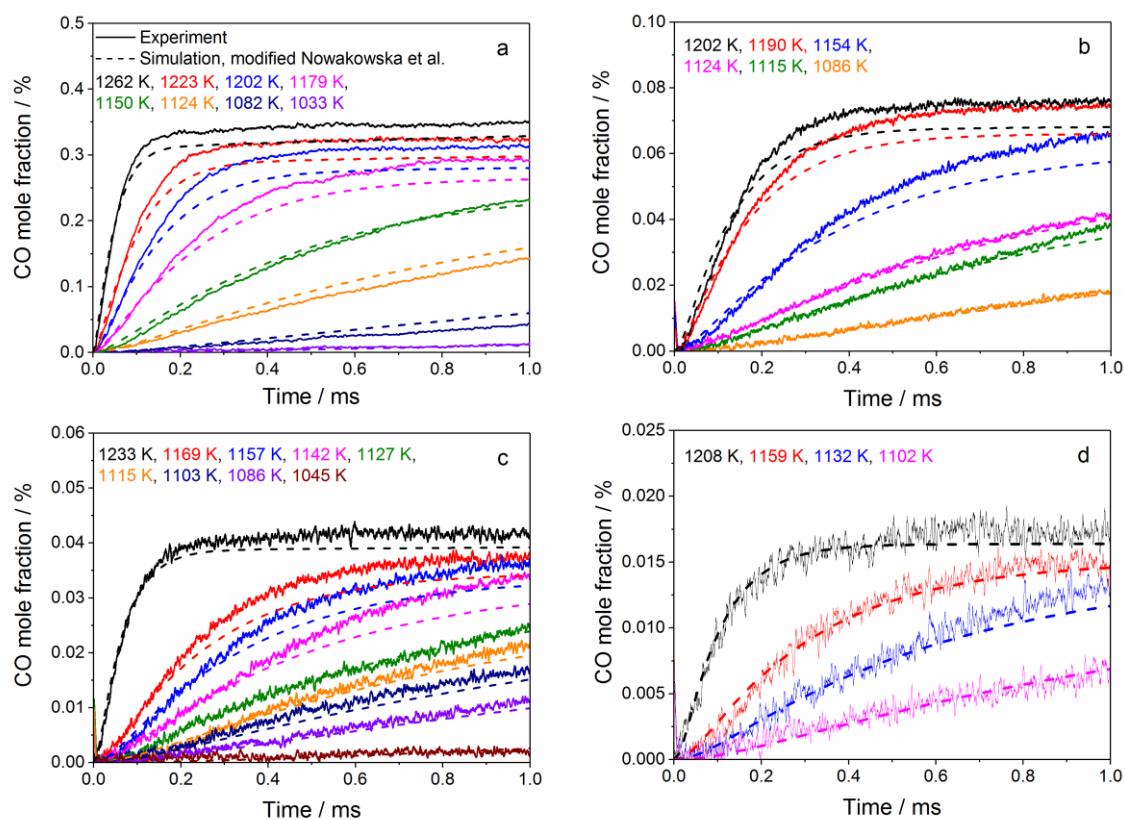 a
Experiment
Simulation, modified Nowakowska et al.
1262 K, 1223 K, 1202 K, 1179 K,
1150 K, 1124 K, 1082 K, 1033 K
0.5
0.4
0.3
0.2
0.1
0.0
CO mole fraction / %
0.0 0.2 0.4 0.6 0.8 1.0
Time / ms
b
1202 K, 1190 K, 1154 K,
1124 K, 1115 K, 1086 K
0.10
0.08
0.06
0.04
0.02
0.00
CO mole fraction / %
0.0 0.2 0.4 0.6 0.8 1.0
Time / ms
c
1233 K, 1169 K, 1157 K, 1142 K, 1127 K,
1115 K, 1103 K, 1086 K, 1045 K
0.06
0.05
0.04
0.03
0.02
0.01
0.00
CO mole fraction / %
0.0 0.2 0.4 0.6 0.8 1.0
Time / ms
d
1208 K, 1159 K, 1132 K, 1102 K
0.025
0.020
0.015
0.010
0.005
0.000
CO mole fraction / %
0.0 0.2 0.4 0.6 0.8 1.0
Time / ms